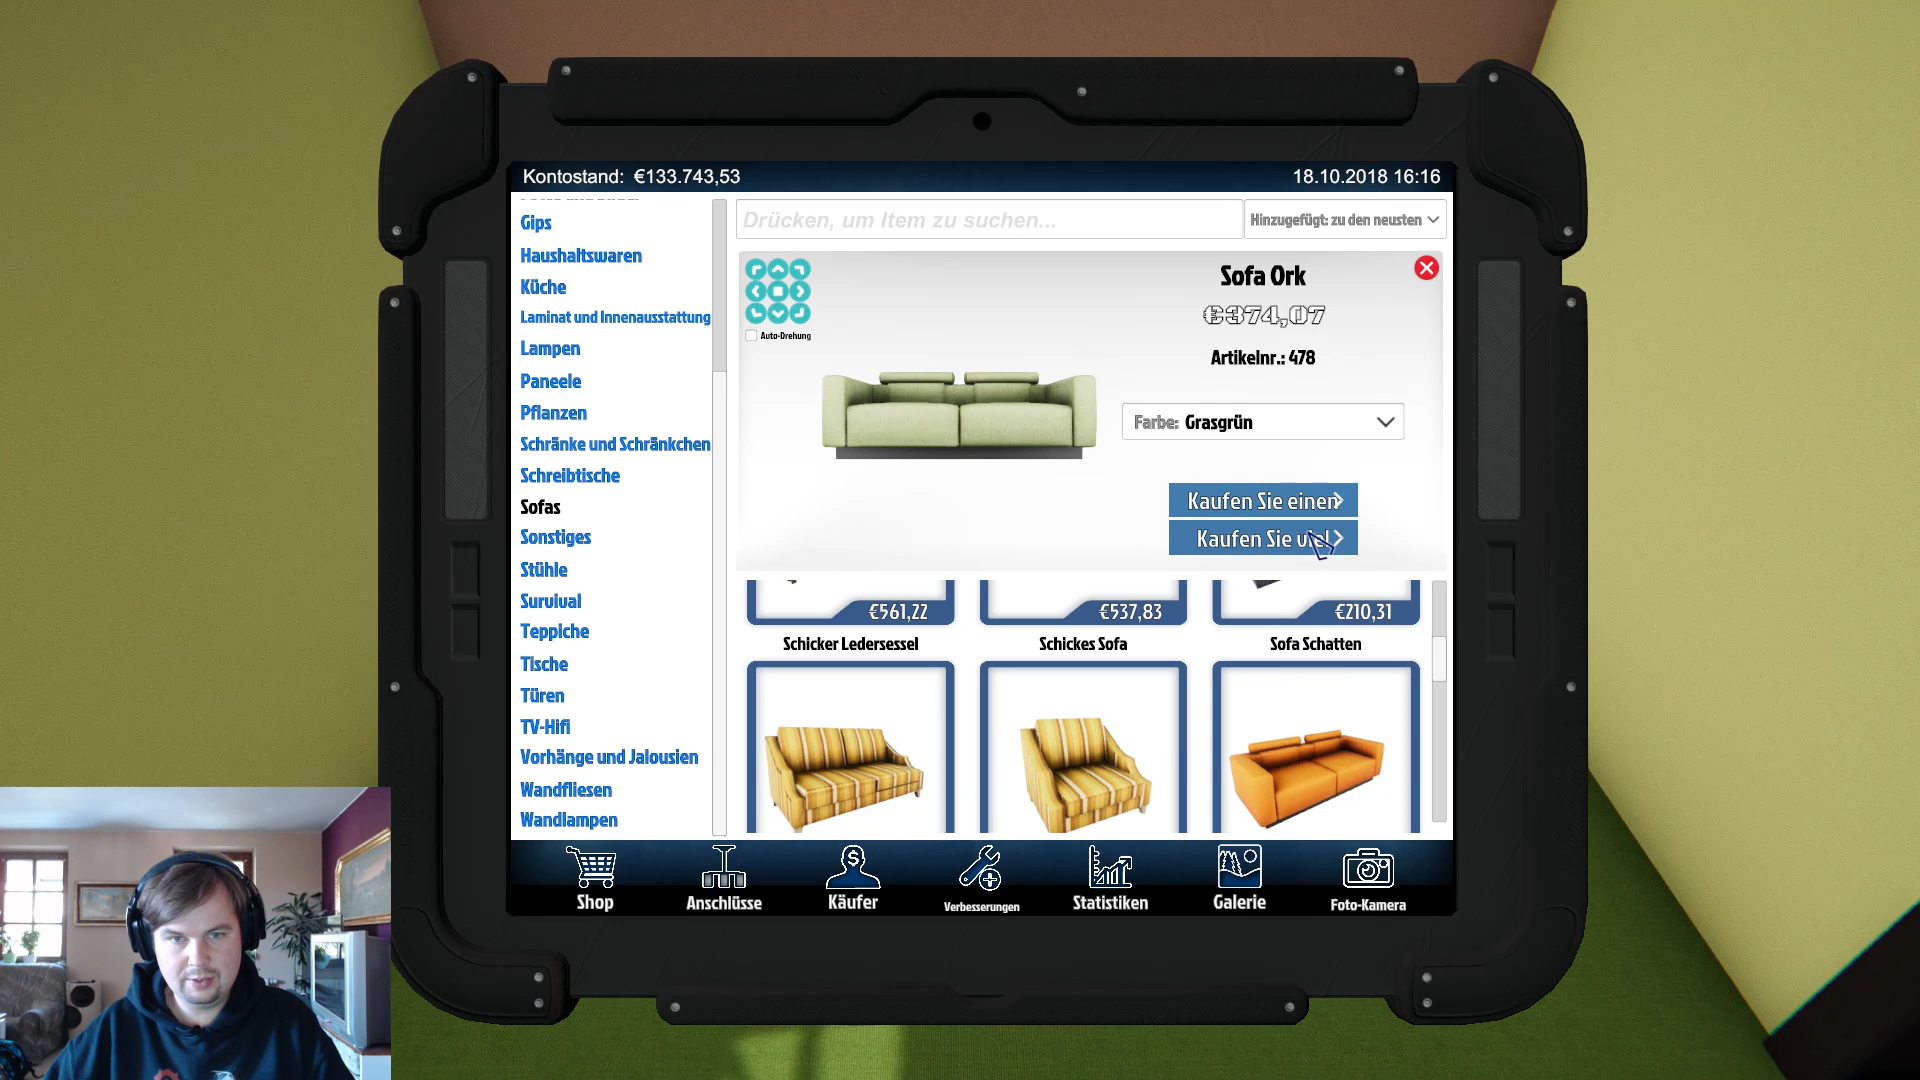 Kontostand: €133.743,53
18.10.2018 16:16
Gips
Haushaltswaren
Küche
Laminat und Innenausstattung
Lampen
Paneele
Pflanzen
Schränke und Schränkchen
Schreibtische
Sofas
Sonstiges
Stühle
Survival
Teppiche
Tische
Türen
TV-Hifi
Vorhänge und Jalousien
Wandfliesen
Wandlampen
Drücken, um Item zu suchen...
Hinzugefügt: zu den neusten
Auto-Drehung
Sofa Ork
€374,07
Artikelnr.: 478
Farbe: Grasgrün
Kaufen Sie einen
Kaufen Sie viel
€561,22
€537,83
€210,31
Schicker Ledersessel
Schickes Sofa
Sofa Schatten
Shop
Anschlüsse
Käufer
Verbesserungen
Statistiken
Galerie
Foto-Kamera